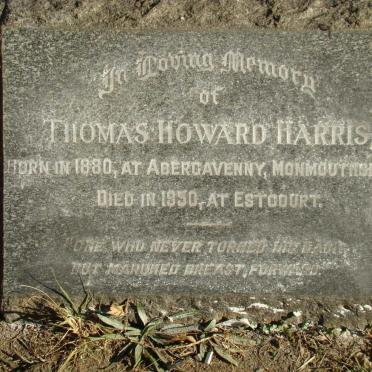 In Loving Memory
of
THOMAS HOWARD HARRIS,
BORN IN 1880, AT ABERGAVENNY,
DIED IN 1950, AT ESTCOURT.
ONE WHO NEVER TURNED HIS BACK
BUT MARCHED BREAST FORWARD.